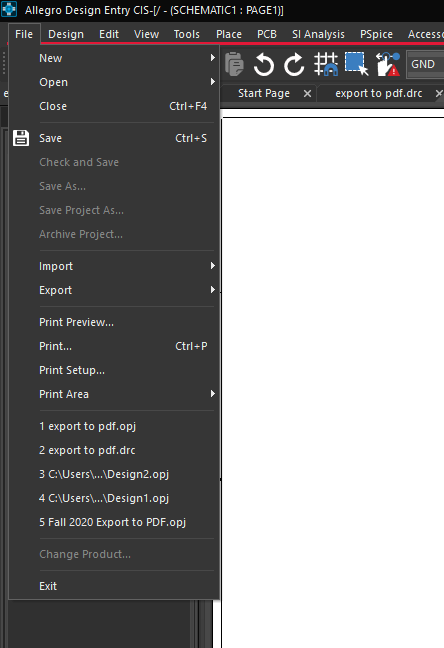 Allegro Design Entry CIS-[/ - (SCHEMATIC1 : PAGE1)]
File Design Edit View Tools Place PCB SI Analysis PSpice Accesso
GND
Start Page export to pdf.drc
New
Open
Close Ctrl+F4
Save Ctrl+S
Check and Save
Save As...
Save Project As...
Archive Project...
Import
Export
Print Preview...
Print... Ctrl+P
Print Setup...
Print Area
1 export to pdf.opj
2 export to pdf.drc
3 C:\Users\...\Design2.opj
4 C:\Users\...\Design1.opj
5 Fall 2020 Export to PDF.opj
Change Product...
Exit